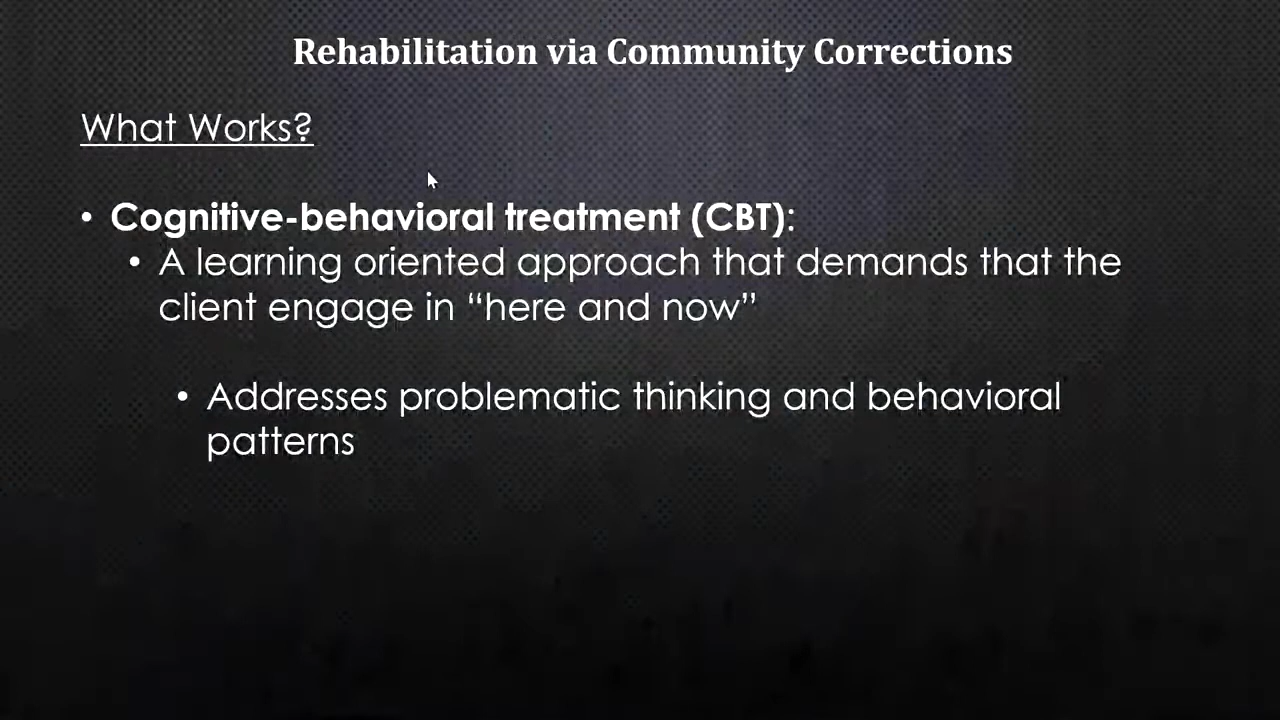 Rehabilitation via Community Corrections
What Works?
• Cognitive-behavioral treatment (CBT):
• A learning oriented approach that demands that the
client engage in “here and now”
• Addresses problematic thinking and behavioral
patterns